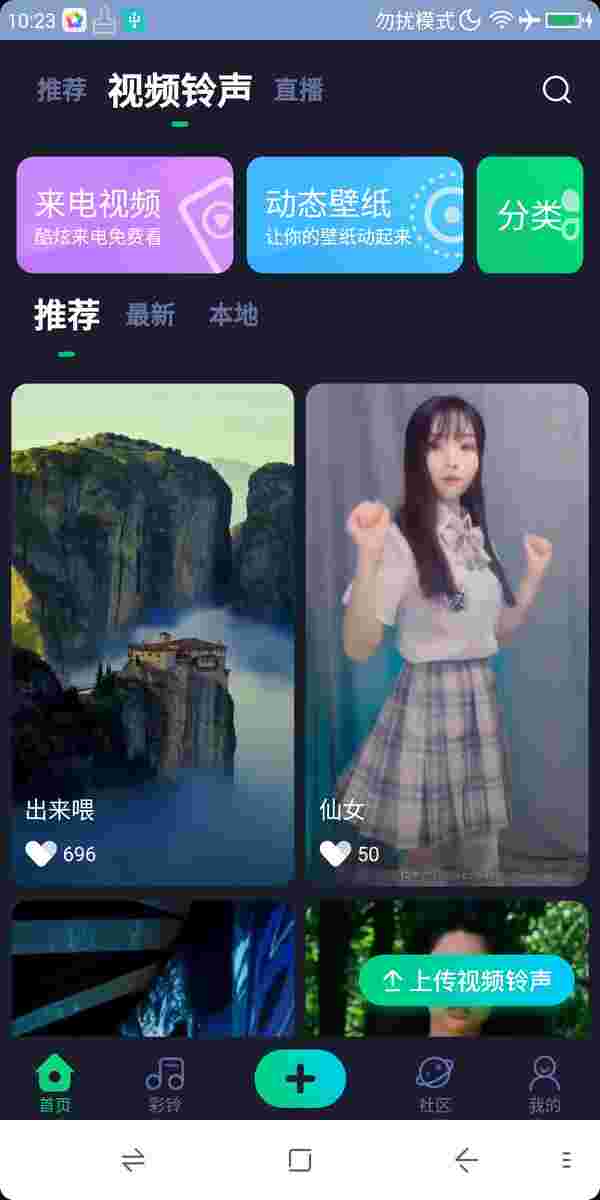 10:23 勿扰模式
推荐 视频铃声 直播
来电视频 动态壁纸 分类
酷炫来电免费看 让你的壁纸动起来
推荐 最新 本地
出来喂 仙女
696 50
上传视频铃声
首页 彩铃 社区 我的